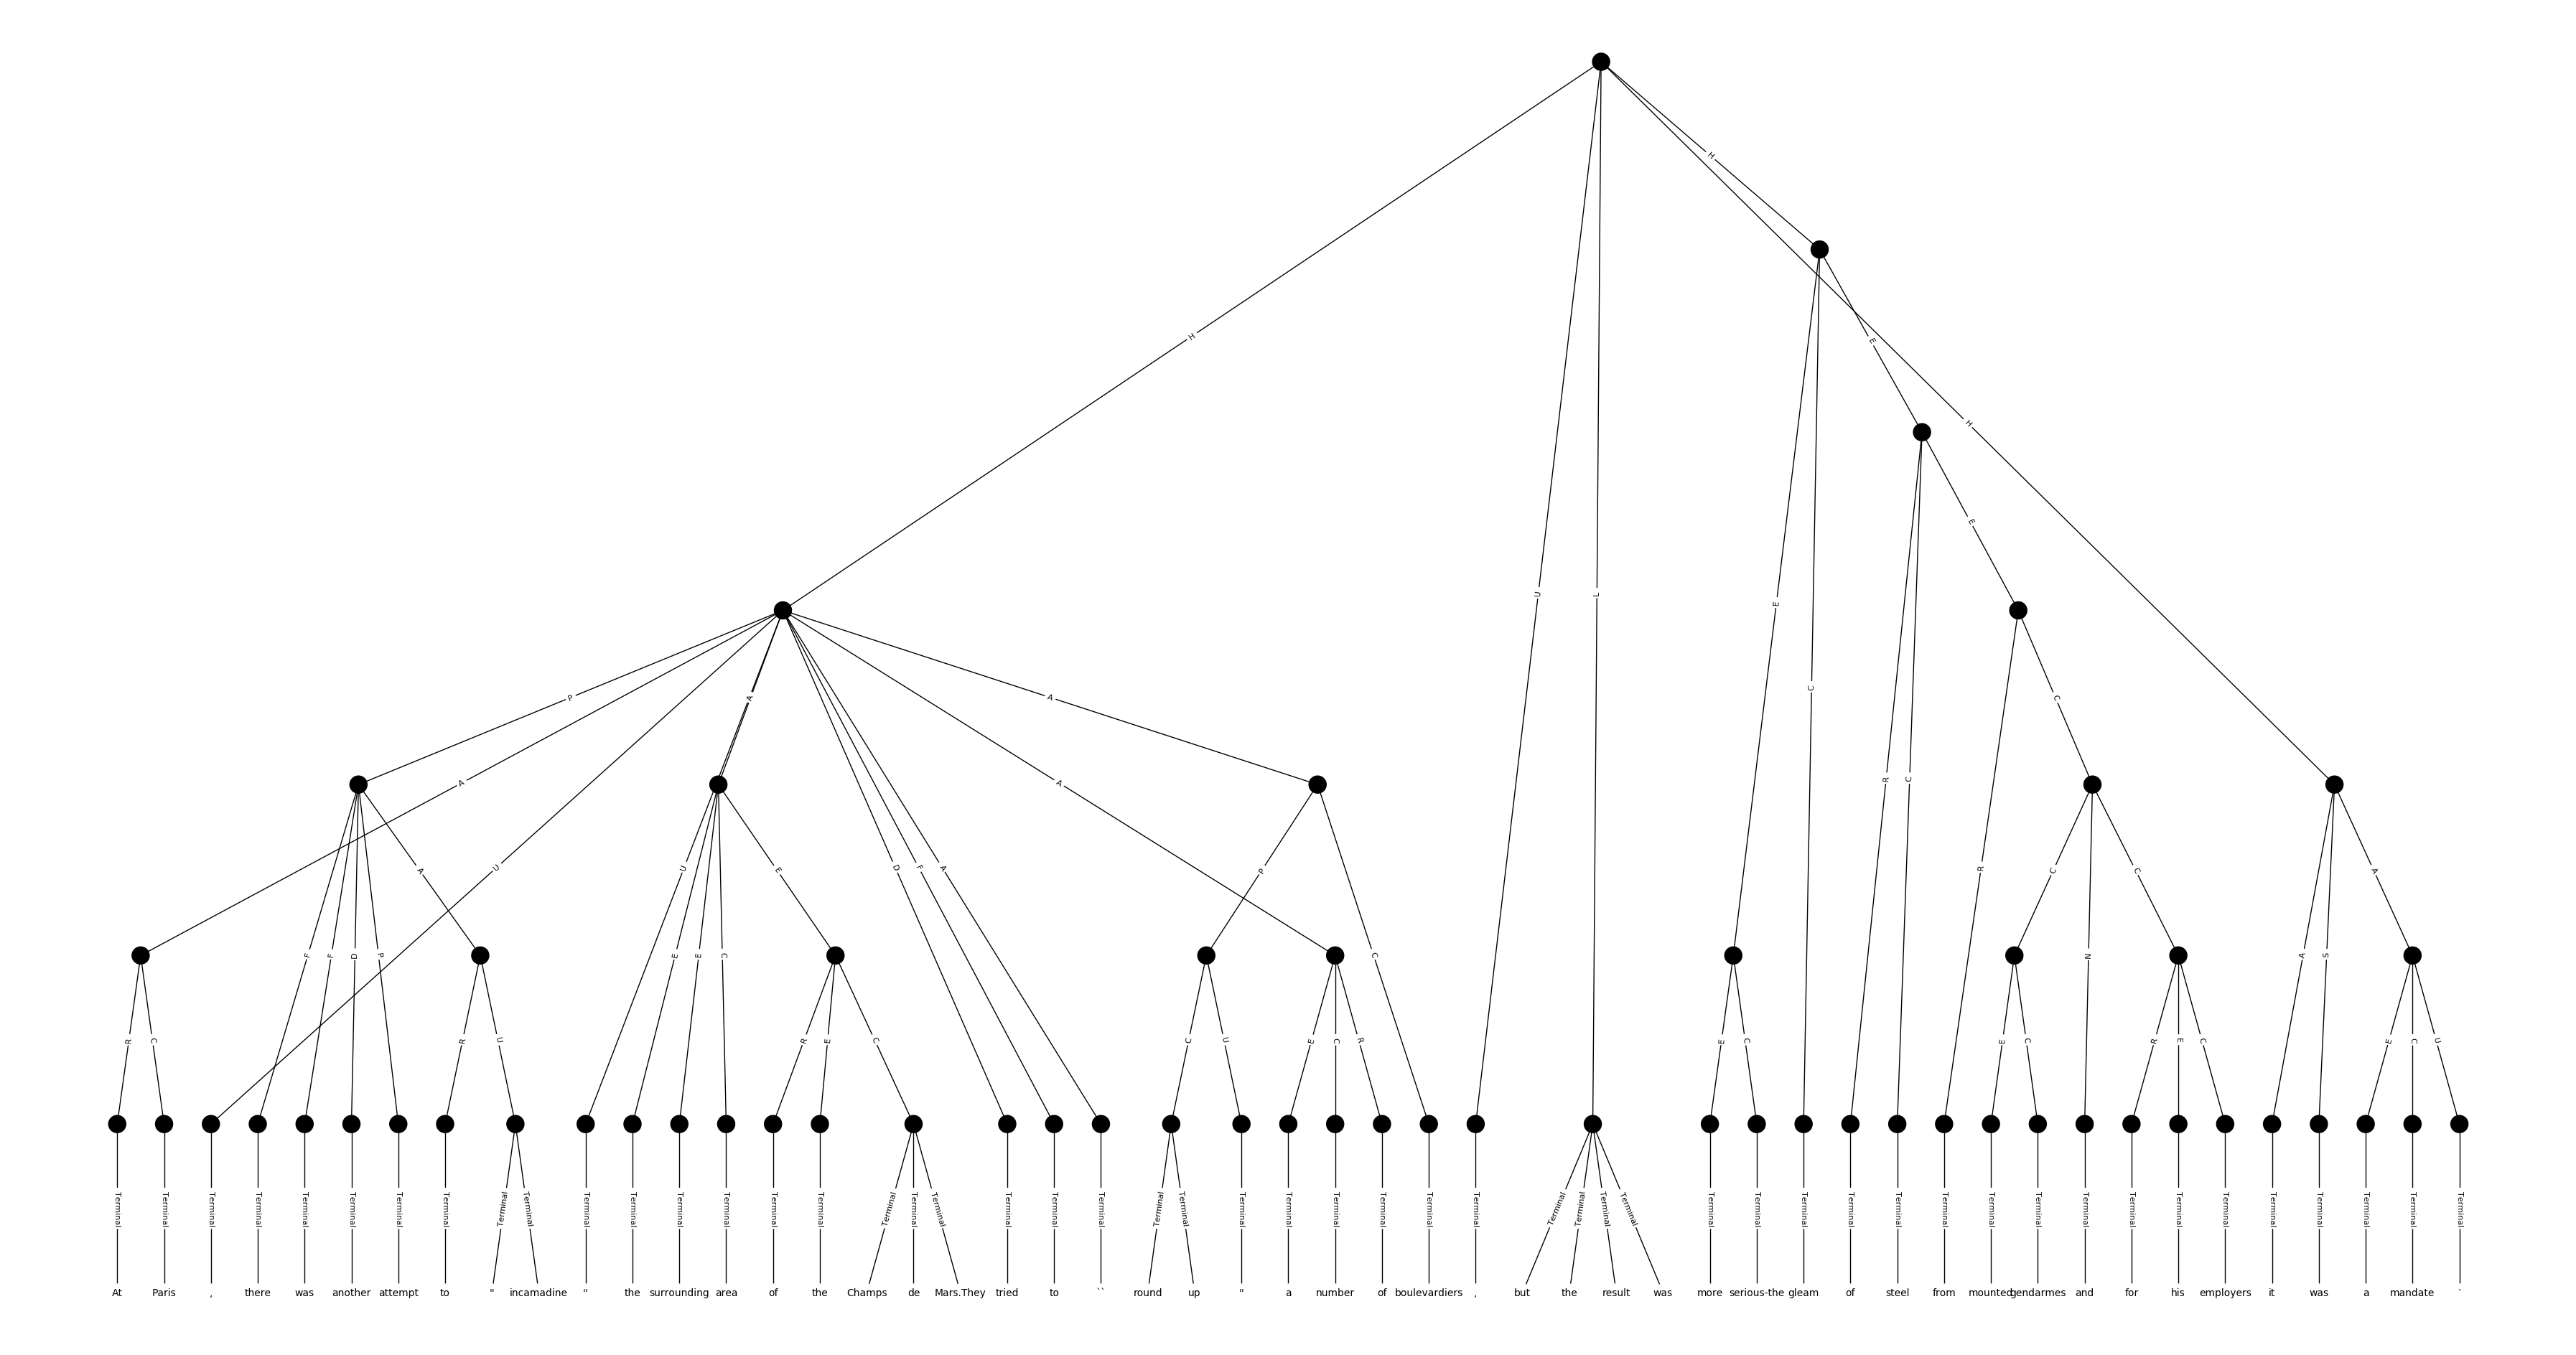 H
H
E
H
E
U
L
E
P
A
A
C
C
A
A
R
C
U
U
E
D
F
A
P
R
C
C
A
A
E
F
F
D
P
E
E
C
C
N
A
S
R
C
R
U
R
E
C
C
U
E
C
R
E
C
E
C
R
E
C
E
C
U
Terminal Terminal Terminal Terminal Terminal Terminal Terminal Terminal Terminal Terminal Terminal Terminal Terminal Terminal Terminal Terminal Terminal Terminal Terminal Terminal Terminal Terminal Terminal Terminal Terminal Terminal Terminal Terminal Terminal Terminal Terminal Terminal Terminal Terminal Terminal Terminal Terminal Terminal Terminal Terminal Terminal Terminal Terminal Terminal Terminal Terminal Terminal Terminal Terminal Terminal Terminal
At Paris , there was another attempt to " incamadine " the surrounding area of the Champs de Mars.They tried to `` round up " a number of boulevardiers , but the result was more serious-the gleam of steel from mounted gendarmes and for his employers it was a mandate